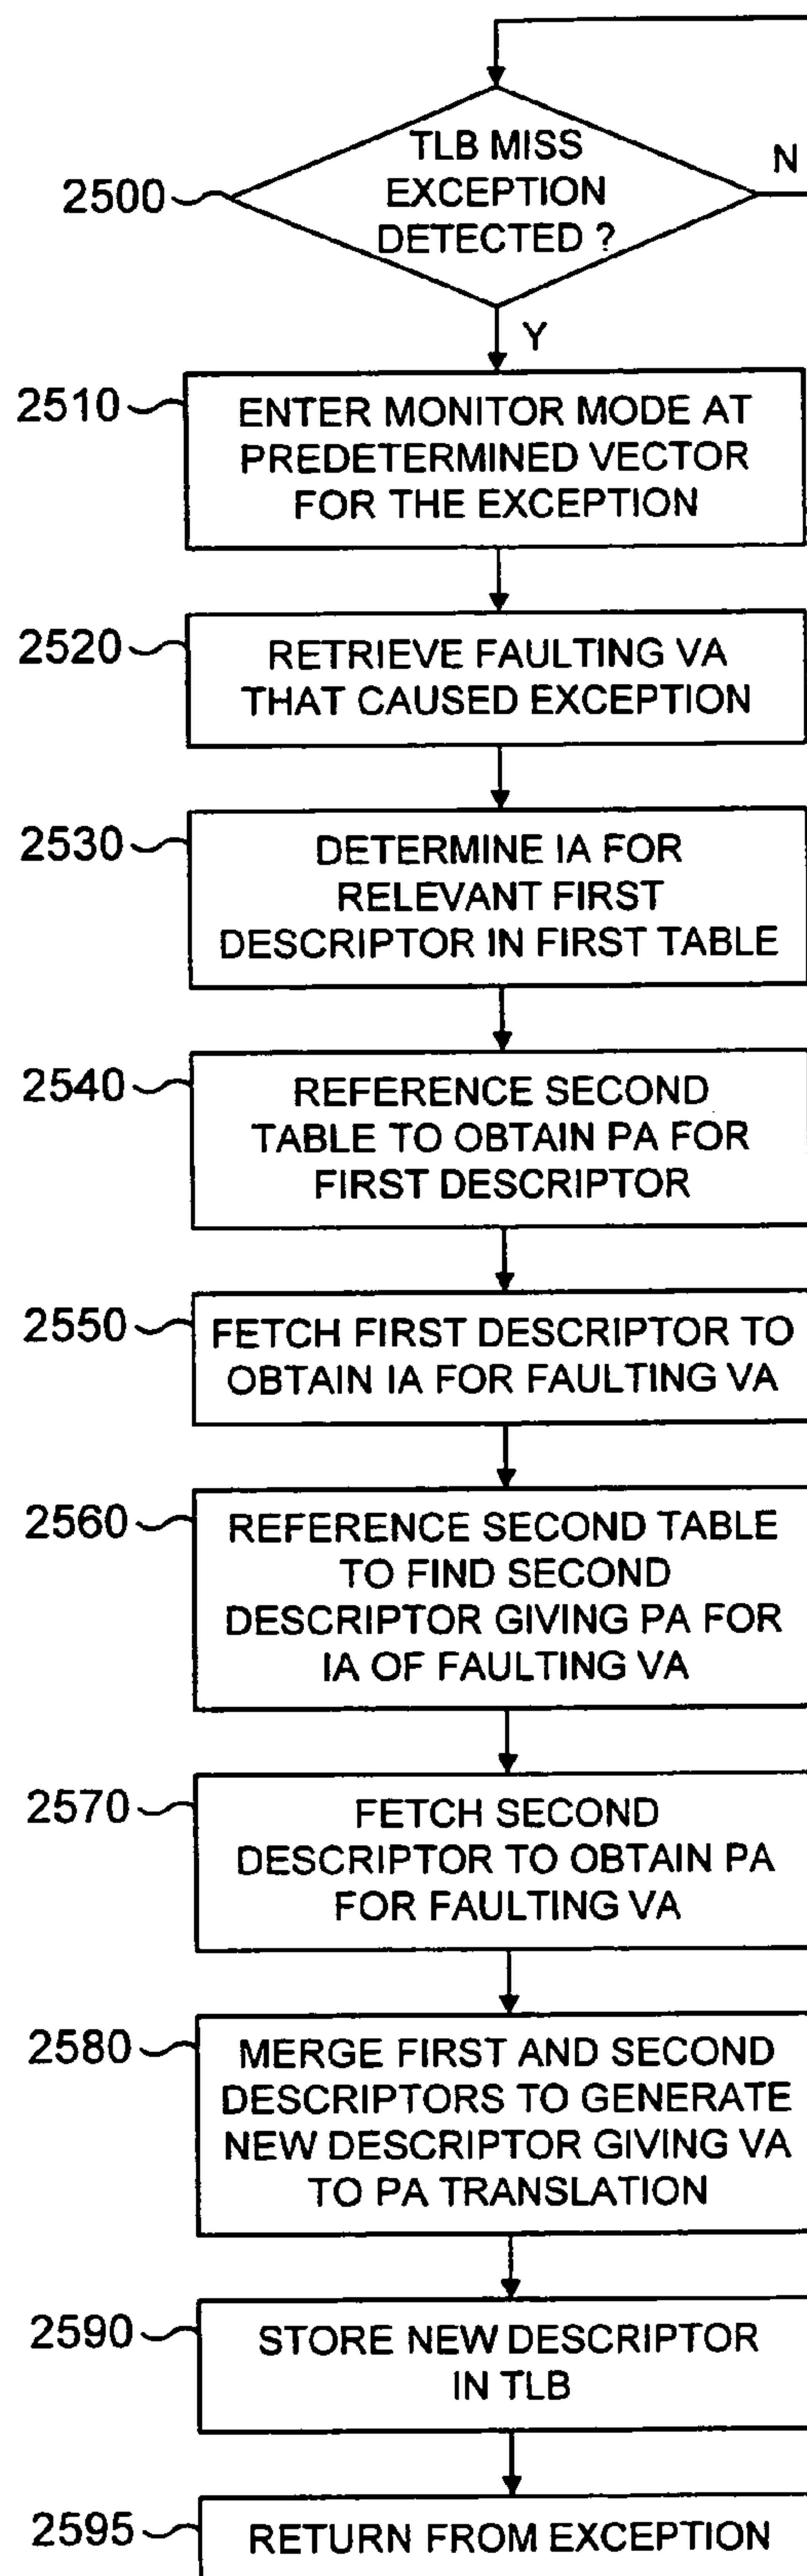 2500
TLB MISS
EXCEPTION
DETECTED ?
N
Y
2510
ENTER MONITOR MODE AT
PREDETERMINED VECTOR
FOR THE EXCEPTION
2520
RETRIEVE FAULTING VA
THAT CAUSED EXCEPTION
2530
DETERMINE IA FOR
RELEVANT FIRST
DESCRIPTOR IN FIRST TABLE
2540
REFERENCE SECOND
TABLE TO OBTAIN PA FOR
FIRST DESCRIPTOR
2550
FETCH FIRST DESCRIPTOR TO
OBTAIN IA FOR FAULTING VA
2560
REFERENCE SECOND TABLE
TO FIND SECOND
DESCRIPTOR GIVING PA FOR
IA OF FAULTING VA
2570
FETCH SECOND
DESCRIPTOR TO OBTAIN PA
FOR FAULTING VA
2580
MERGE FIRST AND SECOND
DESCRIPTORS TO GENERATE
NEW DESCRIPTOR GIVING VA
TO PA TRANSLATION
2590
STORE NEW DESCRIPTOR
IN TLB
2595
RETURN FROM EXCEPTION